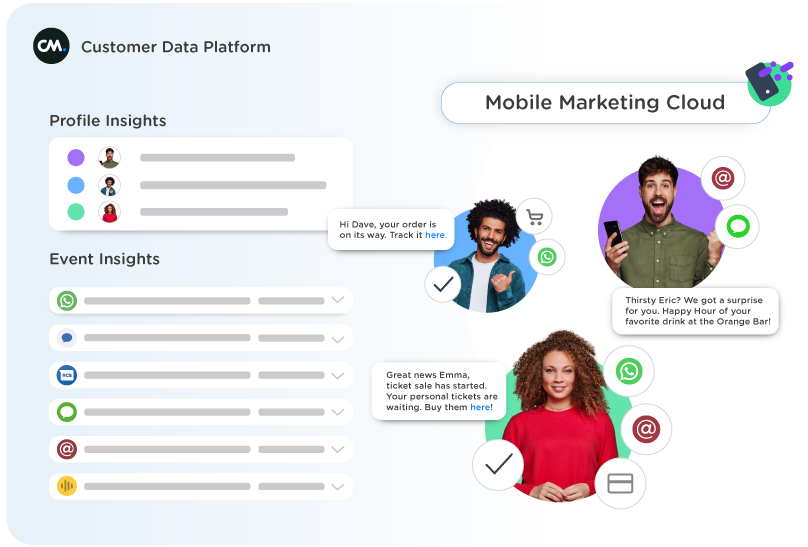 CM.
Customer Data Platform
Mobile Marketing Cloud
Profile Insights
Hi Dave, your order is
on its way. Track it here.
Event Insights
Thirsty Eric? We got a surprise
for you. Happy Hour of your
favorite drink at the Orange Bar!
Great news Emma,
ticket sale has started.
Your personal tickets are
waiting. Buy them here!
RCS
@
@
@